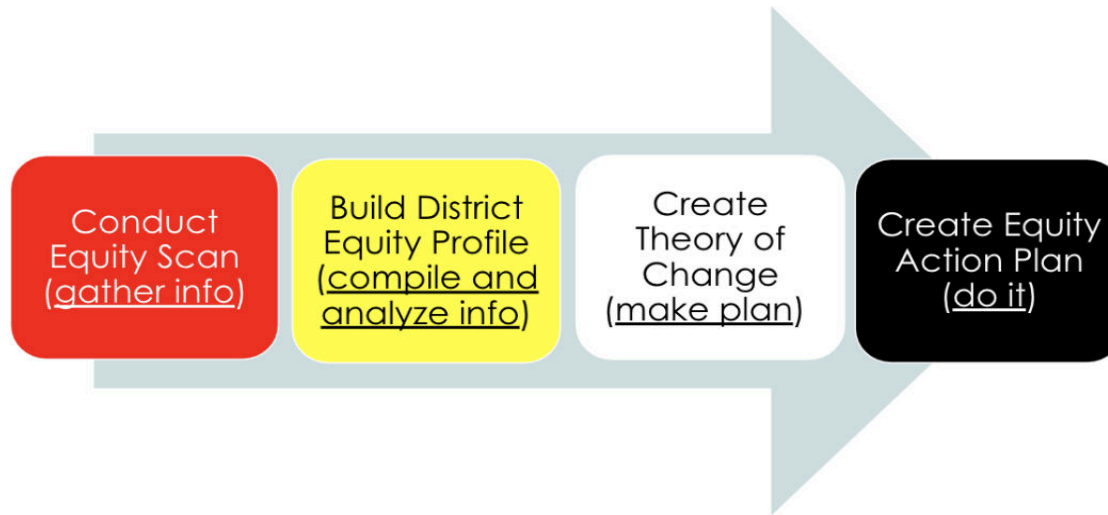 Conduct
Equity Scan
(gather info)
Build District
Equity Profile
(compile and
analyze info)
Create
Theory of
Change
(make plan)
Create Equity
Action Plan
(do it)